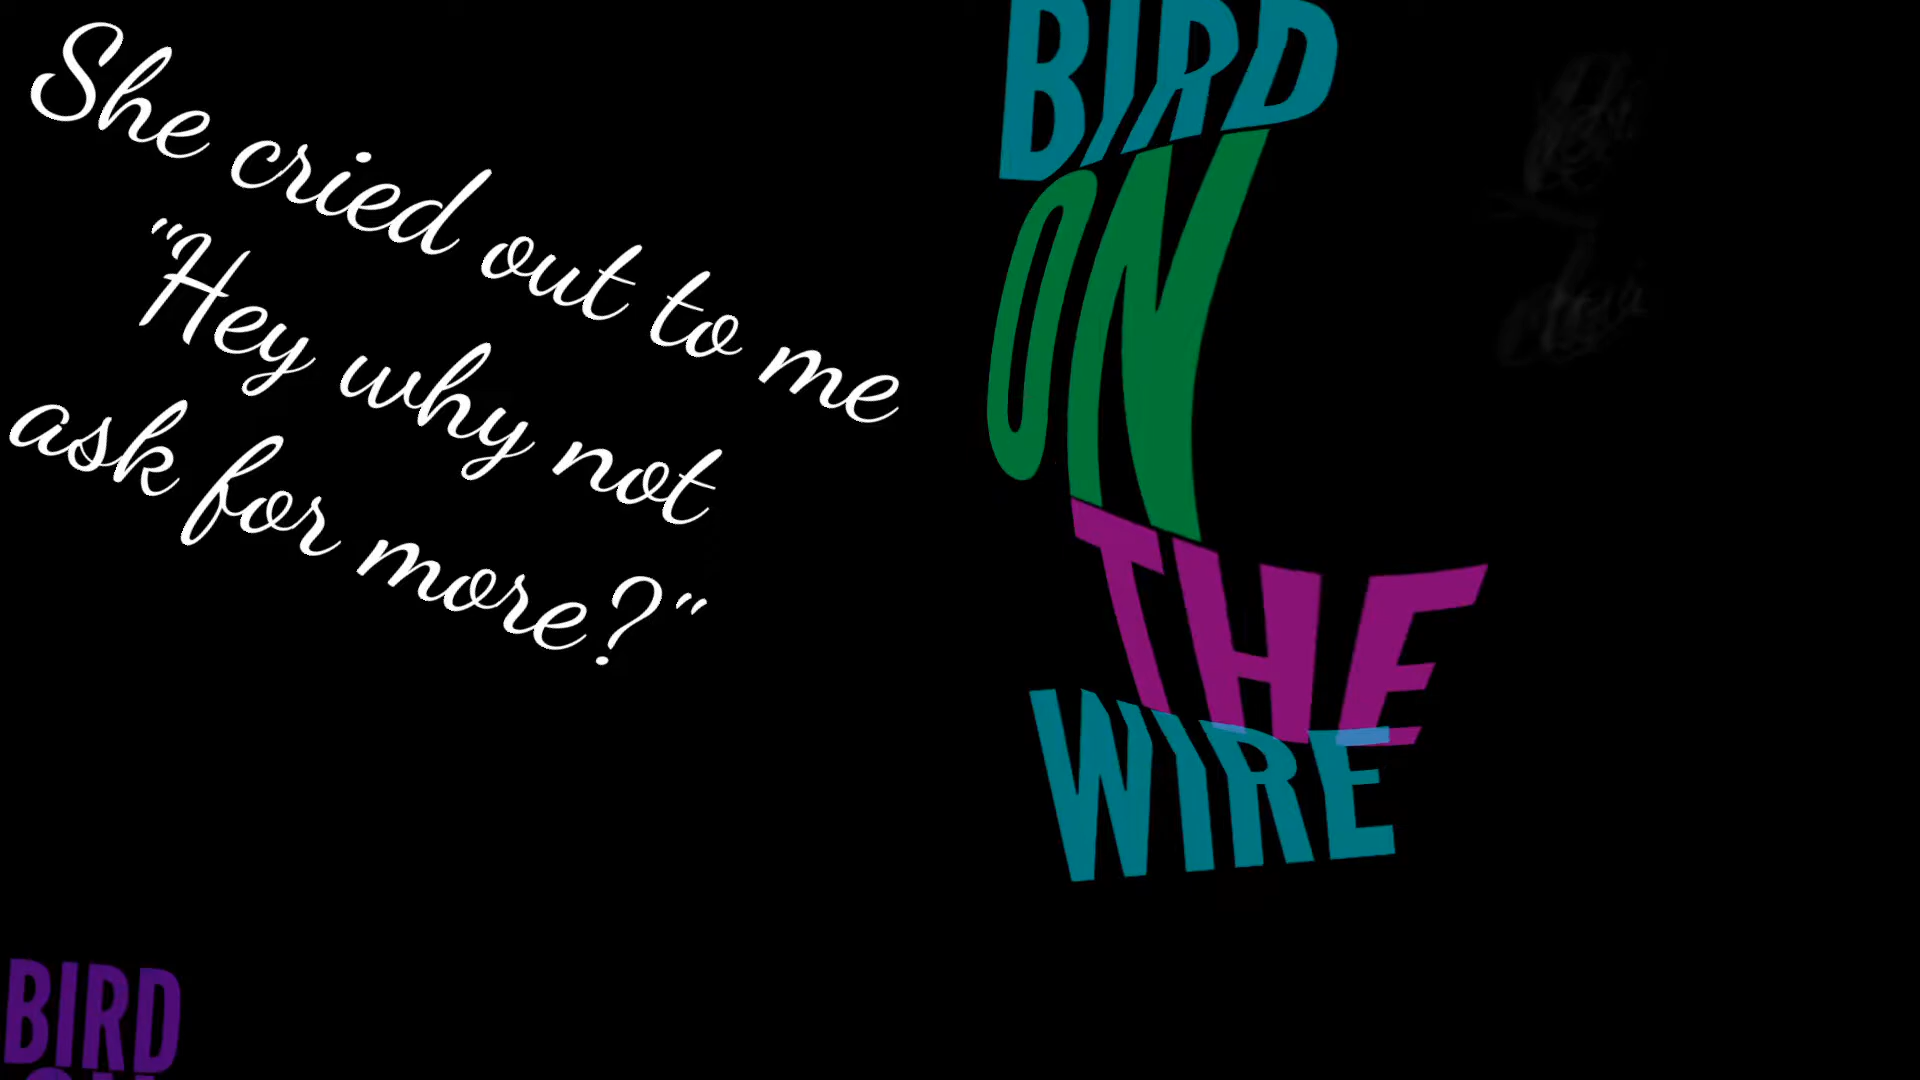 She cried out to me
"Hey why not
ask for more?"
BIRD
ON
THE
WIRE
BIRD